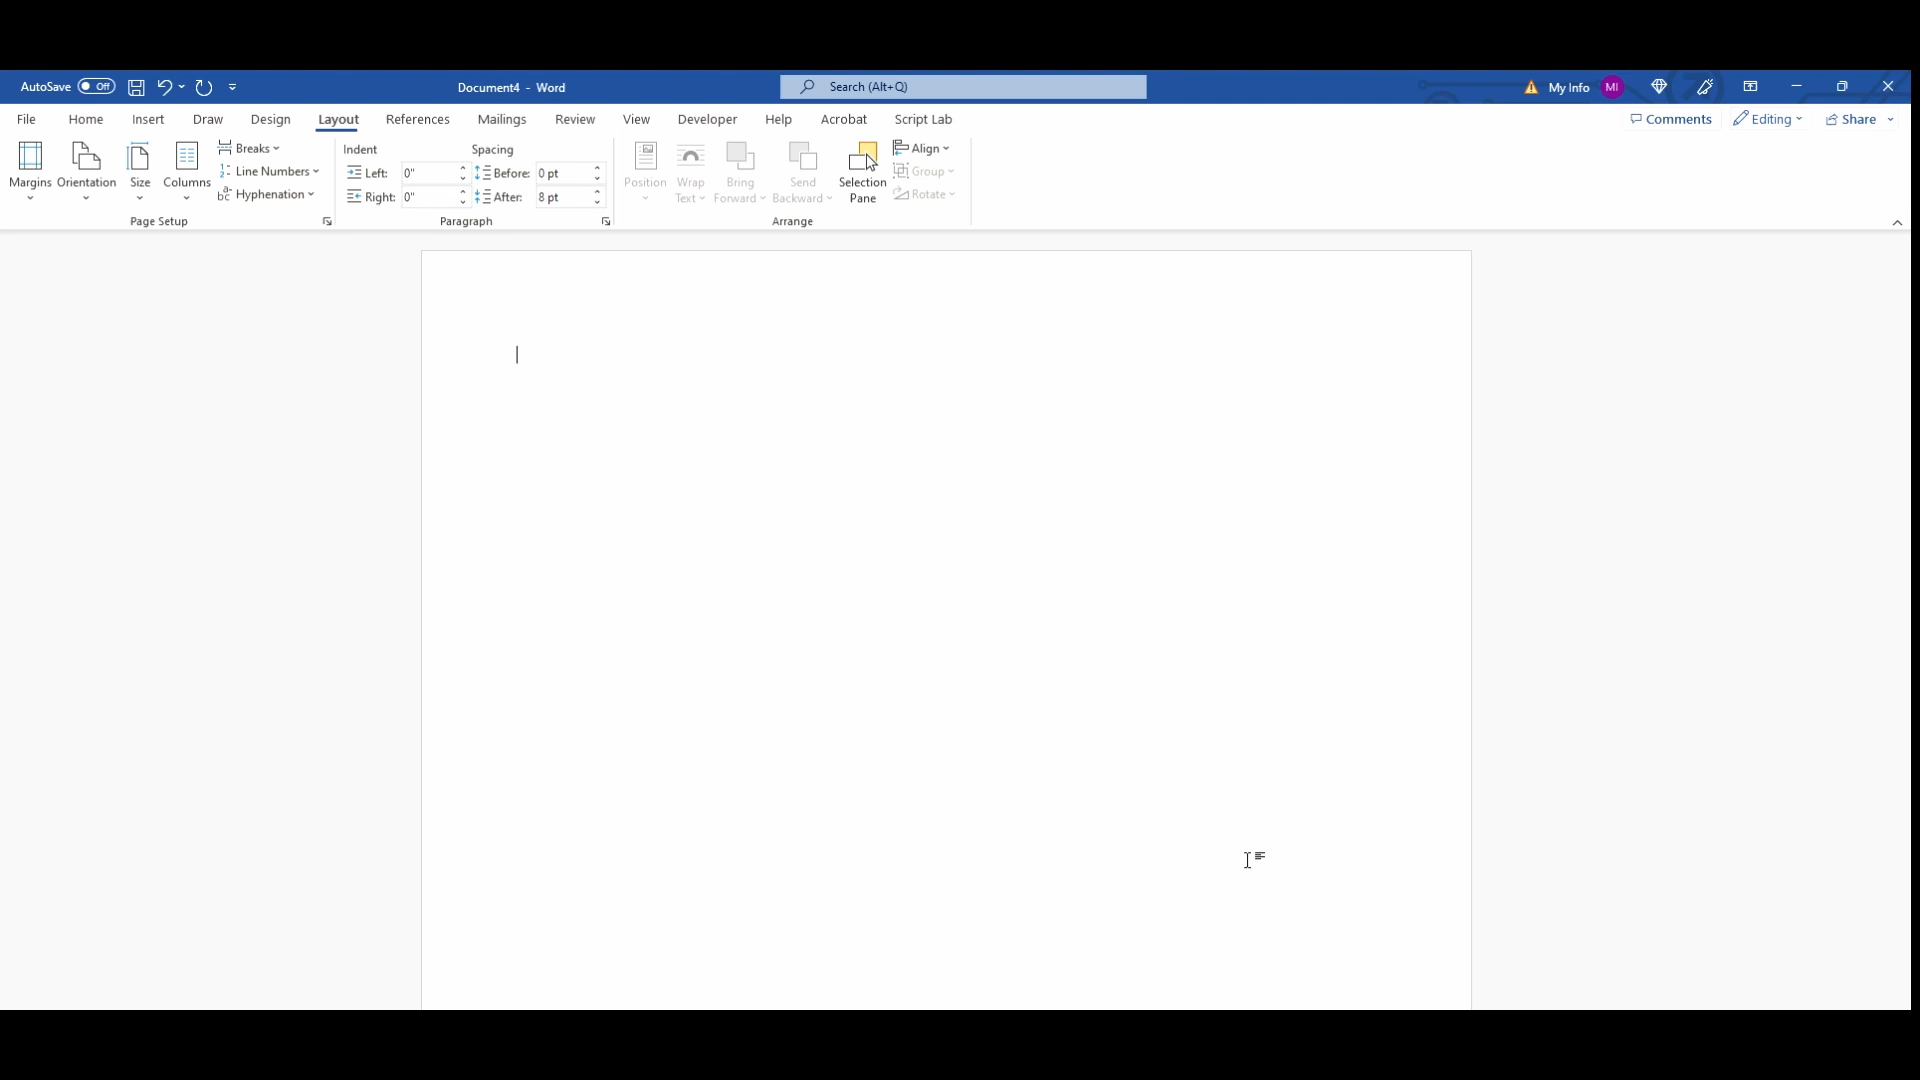 AutoSave Off Document4 - Word Search (Alt+Q) My Info MI
File Home Insert Draw Design Layout References Mailings Review View Developer Help Acrobat Script Lab Comments Editing Share
Margins Orientation Size Columns
Breaks
Line Numbers
Hyphenation
Page Setup
Indent Spacing
Left: 0" Before: 0 pt
Right: 0" After: 8 pt
Paragraph
Position Wrap Text Bring Forward Send Backward Selection Pane
Align
Group
Rotate
Arrange